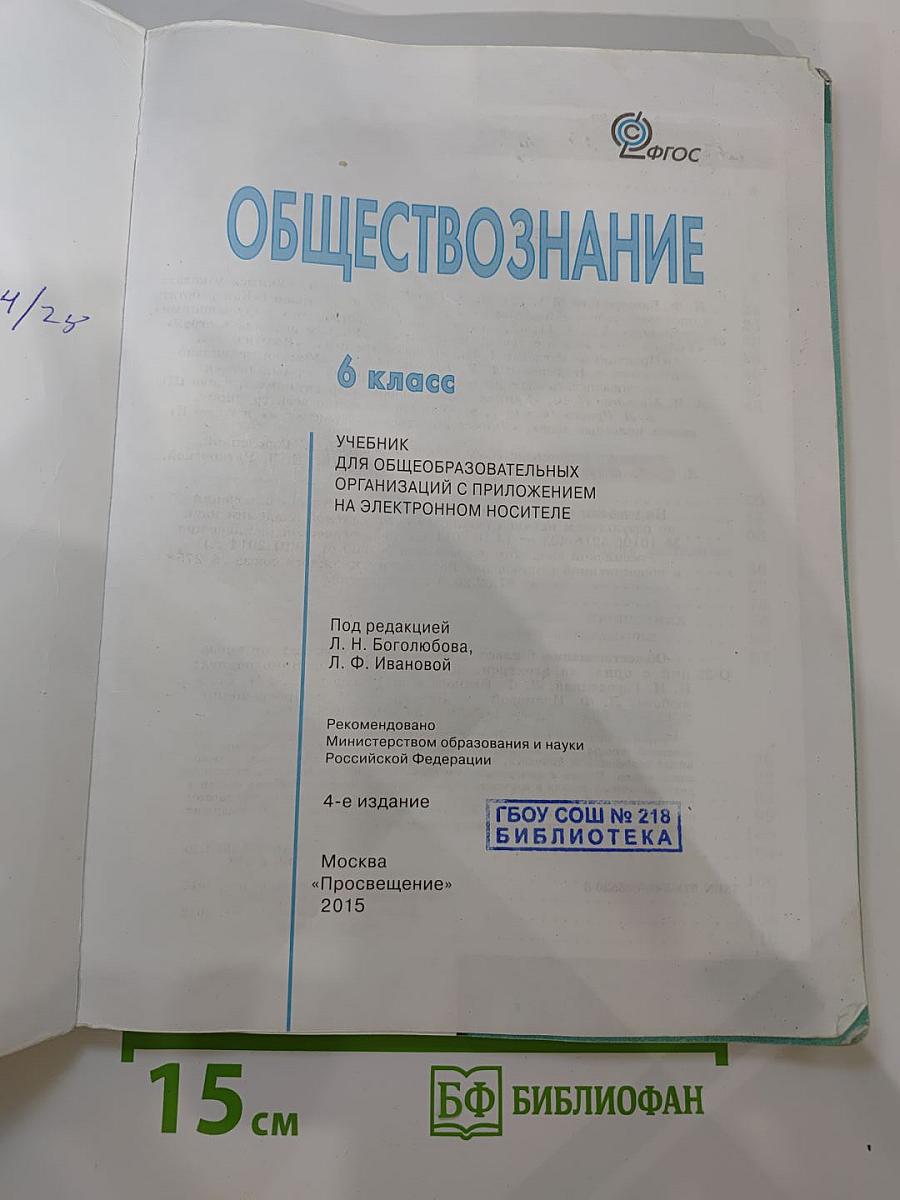 ФГОС
ОБЩЕСТВОЗНАНИЕ
4/28
6 класс
УЧЕБНИК
ДЛЯ ОБЩЕОБРАЗОВАТЕЛЬНЫХ
ОРГАНИЗАЦИЙ С ПРИЛОЖЕНИЕМ
НА ЭЛЕКТРОННОМ НОСИТЕЛЕ
Под редакцией
Л. Н. Боголюбова,
Л. Ф. Ивановой
Рекомендовано
Министерством образования и науки
Российской Федерации
4-е издание
ГБОУ СОШ № 218
БИБЛИОТЕКА
Москва
«Просвещение»
2015
15 см
БФ БИБЛИОФАН